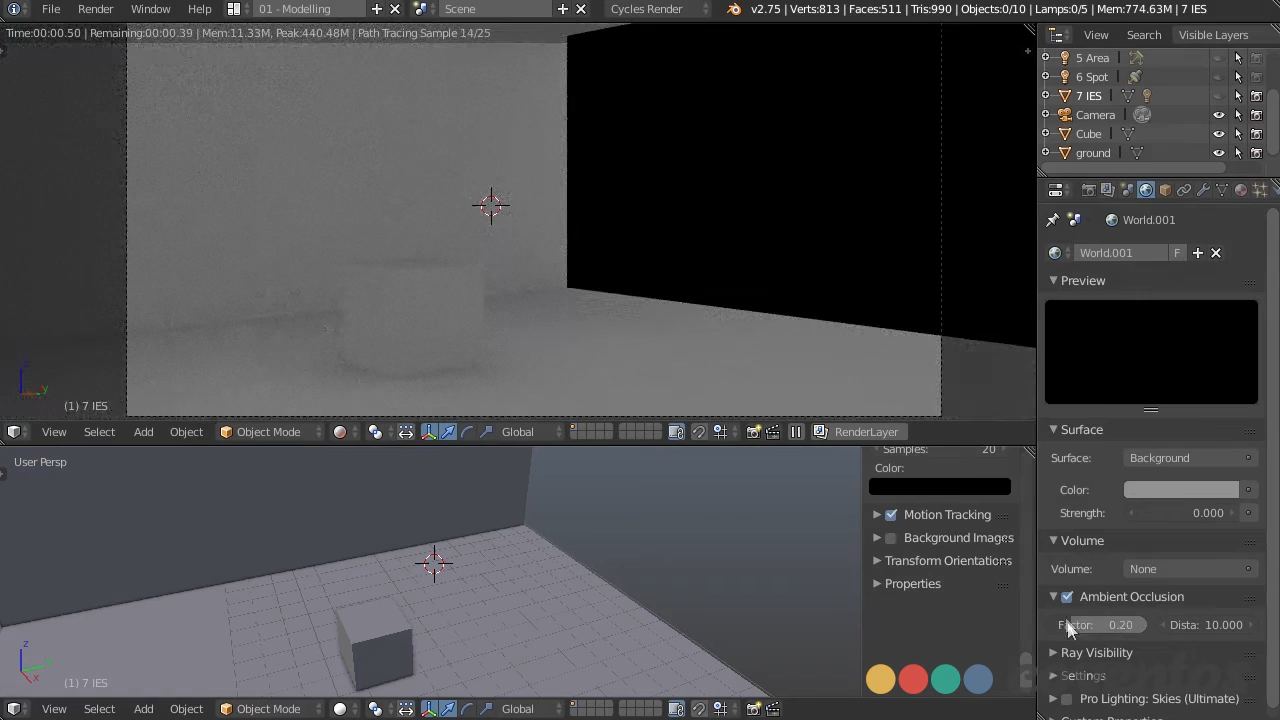 File Render Window Help 01 - Modelling Scene Cycles Render v2.75 | Verts:813 | Faces:511 | Tris:990 | Objects:0/10 | Lamps:0/5 | Mem:774.63M | 7 IES
Time:00:00.50 | Remaining:00:00.39 | Mem:11.33M, Peak:440.48M | Path Tracing Sample 14/25
View Search Visible Layers
5 Area
6 Spot
7 IES
Camera
Cube
ground
World.001
World.001 F
Preview
(1) 7 IES
View Select Add Object Object Mode Global RenderLayer
Surface
Surface: Background
Color:
Strength: 0.000
Volume
Volume: None
Ambient Occlusion
Factor: 0.20 Dista: 10.000
Ray Visibility
Settings
Pro Lighting: Skies (Ultimate)
User Persp
Samples: 20
Color:
Motion Tracking
Background Images
Transform Orientations
Properties
(1) 7 IES
View Select Add Object Object Mode Global